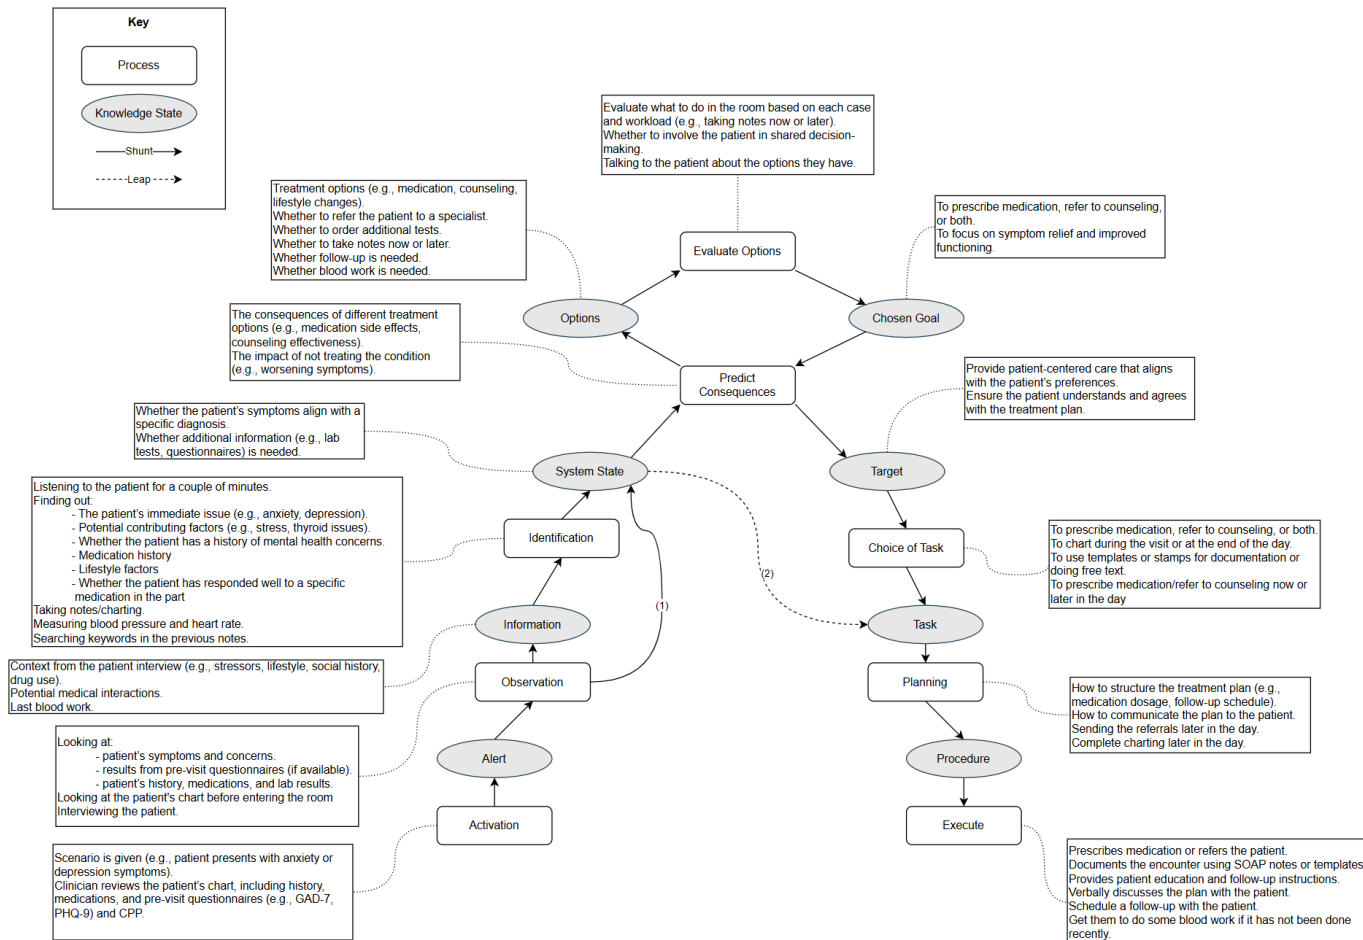 Key
Process
Knowledge State
Shunt
Leap
Evaluate what to do in the room based on each case
and workload (e.g., taking notes now or later).
Whether to involve the patient in shared decision-
making.
Talking to the patient about the options they have.
Treatment options (e.g., medication, counseling,
lifestyle changes).
Whether to refer the patient to a specialist.
Whether to order additional tests.
Whether to take notes now or later.
Whether follow-up is needed.
Whether blood work is needed.
To prescribe medication, refer to counseling,
or both.
To focus on symptom relief and improved
functioning.
Evaluate Options
Options
Chosen Goal
The consequences of different treatment
options (e.g., medication side effects,
counseling effectiveness).
The impact of not treating the condition
(e.g., worsening symptoms).
Predict
Consequences
Provide patient-centered care that aligns
with the patient's preferences.
Ensure the patient understands and agrees
with the treatment plan.
Whether the patient's symptoms align with a
specific diagnosis.
Whether additional information (e.g., lab
tests, questionnaires) is needed.
System State
Target
Listening to the patient for a couple of minutes.
Finding out:
- The patient's immediate issue (e.g., anxiety, depression).
- Potential contributing factors (e.g., stress, thyroid issues).
- Whether the patient has a history of mental health concerns.
- Medication history
- Lifestyle factors
- Whether the patient has responded well to a specific
medication in the part
Taking notes/charting.
Measuring blood pressure and heart rate.
Searching keywords in the previous notes.
Identification
Choice of Task
To prescribe medication, refer to counseling, or both.
To chart during the visit or at the end of the day.
To use templates or stamps for documentation or
doing free text.
To prescribe medication/refer to counseling now or
later in the day
(2)
(1)
Information
Task
Context from the patient interview (e.g., stressors, lifestyle, social history,
drug use).
Potential medical interactions.
Last blood work.
Observation
Planning
How to structure the treatment plan (e.g.,
medication dosage, follow-up schedule).
How to communicate the plan to the patient.
Sending the referrals later in the day.
Complete charting later in the day.
Looking at:
- patient's symptoms and concerns.
- results from pre-visit questionnaires (if available).
- patient's history, medications, and lab results.
Looking at the patient's chart before entering the room
Interviewing the patient.
Alert
Procedure
Activation
Execute
Scenario is given (e.g., patient presents with anxiety or
depression symptoms).
Clinician reviews the patient's chart, including history,
medications, and pre-visit questionnaires (e.g., GAD-7,
PHQ-9) and CPP.
Prescribes medication or refers the patient.
Documents the encounter using SOAP notes or templates
Provides patient education and follow-up instructions.
Verbally discusses the plan with the patient.
Schedule a follow-up with the patient.
Get them to do some blood work if it has not been done
recently.